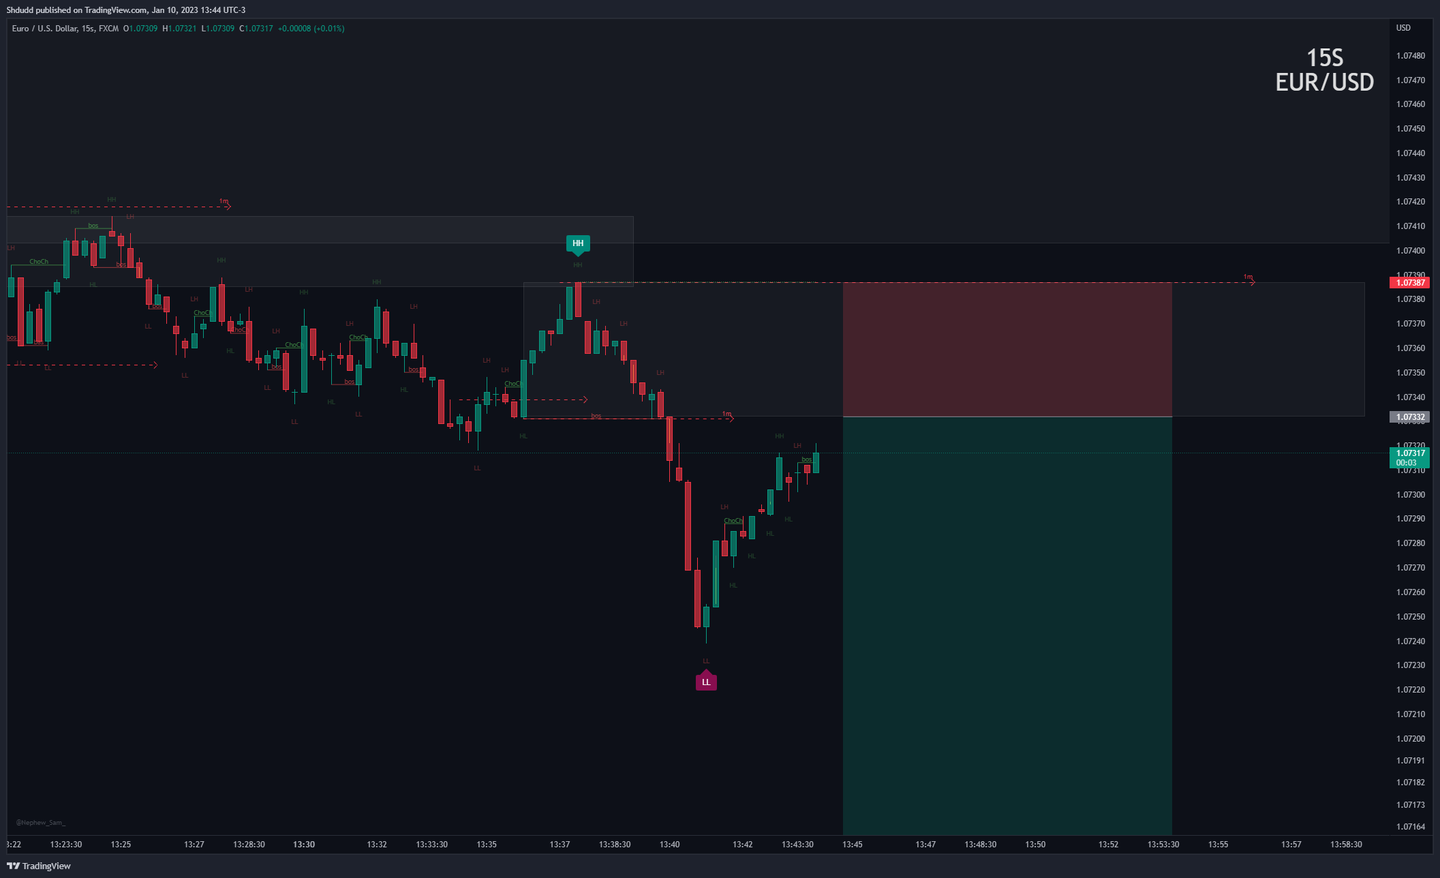 Shdudd published on TradingView.com, Jan 10, 2023 13:44 UTC-3
Euro / U.S. Dollar, 15s, FXCM O1.07309 H1.07321 L1.07309 C1.07317 +0.00008 (+0.01%)
USD
15S
EUR/USD
1.07480
1.07470
1.07460
1.07450
1.07440
1.07430
1.07420
1.07410
1.07400
1.07390
1.07387
1.07380
1.07370
1.07360
1.07350
1.07340
1.07332
1.07320
1.07317
00:03
1.07310
1.07300
1.07290
1.07280
1.07270
1.07260
1.07250
1.07240
1.07230
1.07220
1.07210
1.07200
1.07191
1.07182
1.07173
1.07164
1m
HH
HH
LH
bos
LH
ChoCh
bos
HL
bos
LL
HH
LH
LH
ChoCh
LL
HL
LL
HH
LH
ChoCh
bos
LL
LL
HL
LH
ChoCh
bos
LL
HH
LH
bos
HL
LH
LH
ChoCh
HL
LL
HH
HH
LH
LH
LH
bos
1m
1m
LL
LL
LH
ChoCh
HL
HL
HL
HH
LH
bos
HL
@Nephew_Sam_
13:23:30 13:25 13:27 13:28:30 13:30 13:32 13:33:30 13:35 13:37 13:38:30 13:40 13:42 13:43:30 13:45 13:47 13:48:30 13:50 13:52 13:53:30 13:55 13:57 13:58:30
TradingView